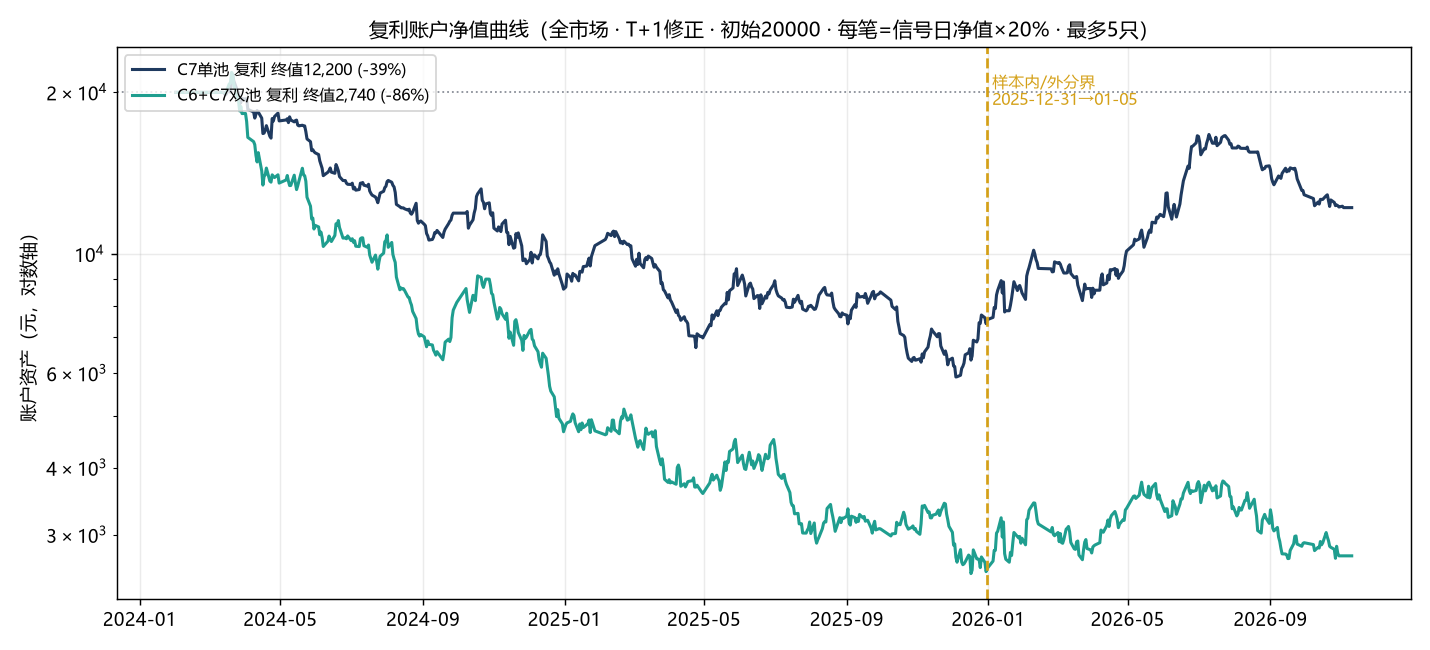 复利账户净值曲线（全市场 · T+1修正 · 初始20000 · 每笔=信号日净值×20% · 最多5只）
C7单池 复利 终值12,200 (-39%)
C6+C7双池 复利 终值2,740 (-86%)
样本内/外分界
2025-12-31→01-05
账户资产（元，对数轴）
2 × 10⁴
10⁴
6 × 10³
4 × 10³
3 × 10³
2024-01 2024-05 2024-09 2025-01 2025-05 2025-09 2026-01 2026-05 2026-09